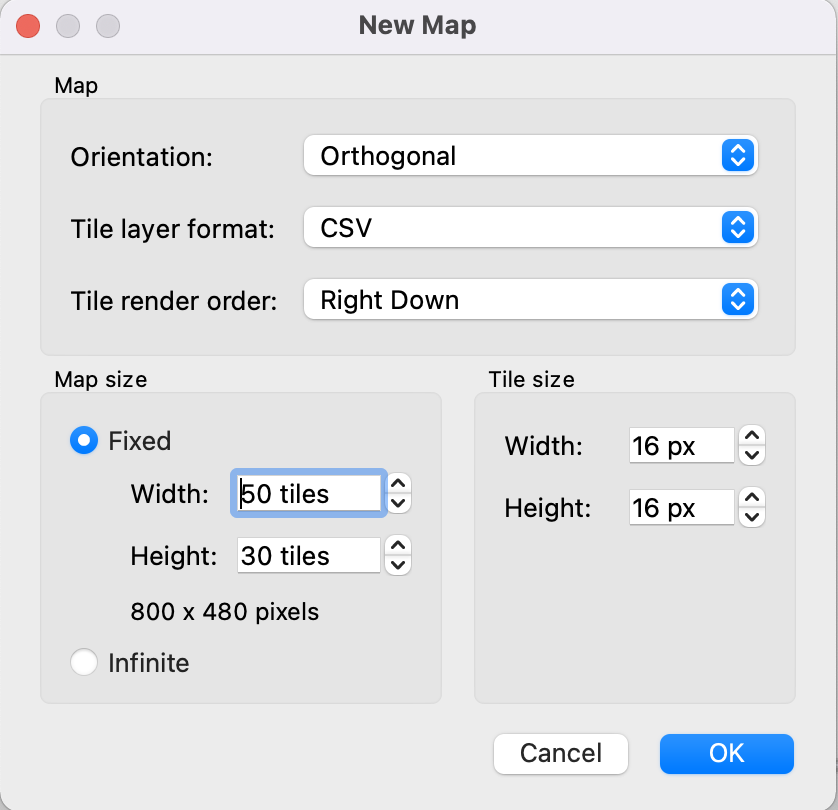 New Map
Map
Orientation: Orthogonal
Tile layer format: CSV
Tile render order: Right Down
Map size
Fixed
Width: 50 tiles
Height: 30 tiles
800 x 480 pixels
Infinite
Tile size
Width: 16 px
Height: 16 px
Cancel OK